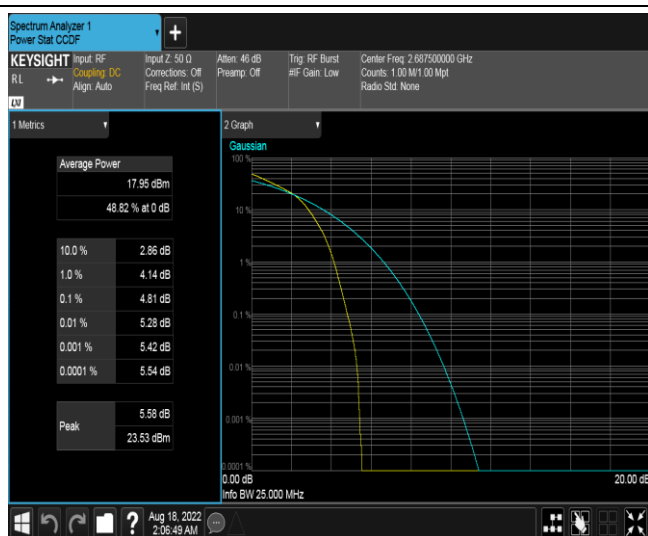 Spectrum Analyzer 1
Power Stat CCDF
+
KEYSIGHT
RL
LXI
Input: RF
Coupling: DC
Align: Auto
Input Z: 50 Ω
Corrections: Off
Freq Ref: Int (S)
Atten: 46 dB
Preamp: Off
Trig: RF Burst
#IF Gain: Low
Center Freq: 2.687500000 GHz
Counts: 1.00 M/1.00 Mpt
Radio Std: None
1 Metrics
Average Power
17.95 dBm
48.82 % at 0 dB
10.0 % 2.86 dB
1.0 % 4.14 dB
0.1 % 4.81 dB
0.01 % 5.28 dB
0.001 % 5.42 dB
0.0001 % 5.54 dB
Peak
5.58 dB
23.53 dBm
2 Graph
Gaussian
100 %
10 %
1 %
0.1 %
0.01 %
0.001 %
0.0001 %
0.00 dB 20.00 dB
Info BW 25.000 MHz
?
Aug 18, 2022
2:06:49 AM